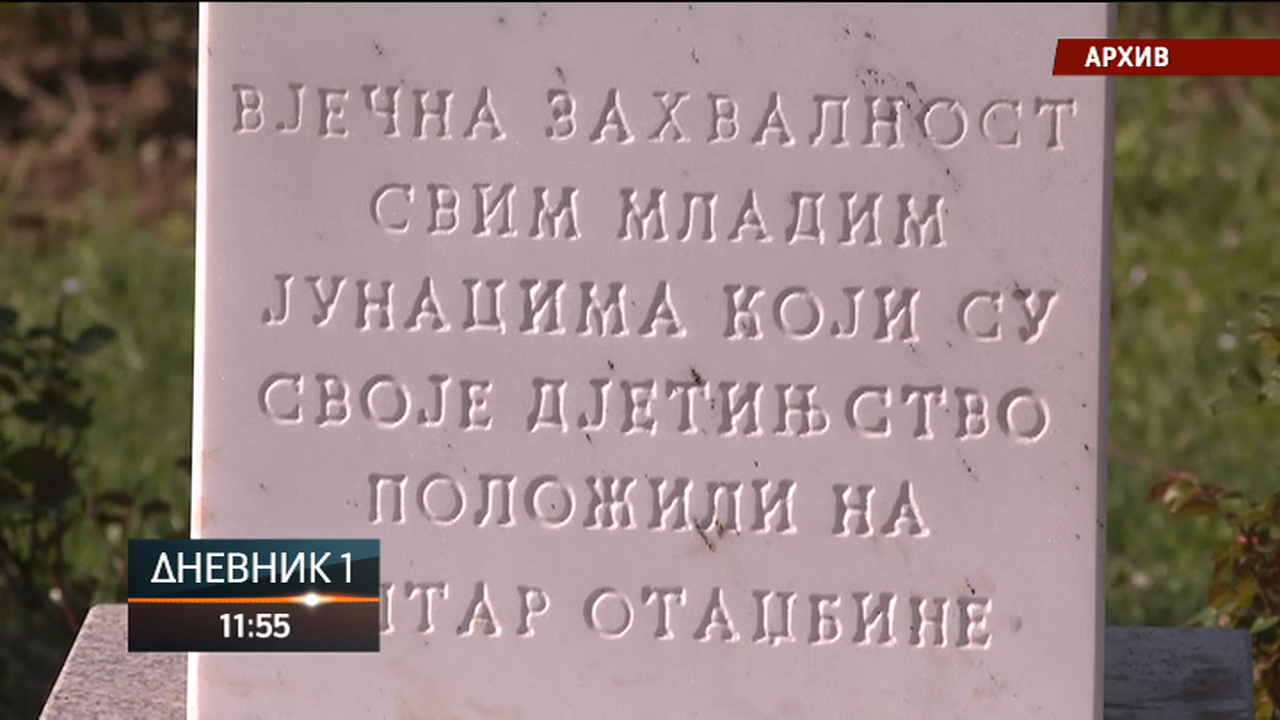 АРХИВ
ВЈЕЧНА ЗАХВАЛНОСТ
СВИМ МЛАДИМ
ЈУНАЦИМА КОЈИ СУ
СВОЈЕ ДЈЕТИЊСТВО
ПОЛОЖИЛИ НА
ОТАЏБИНЕ
ДНЕВНИК 1
11:55